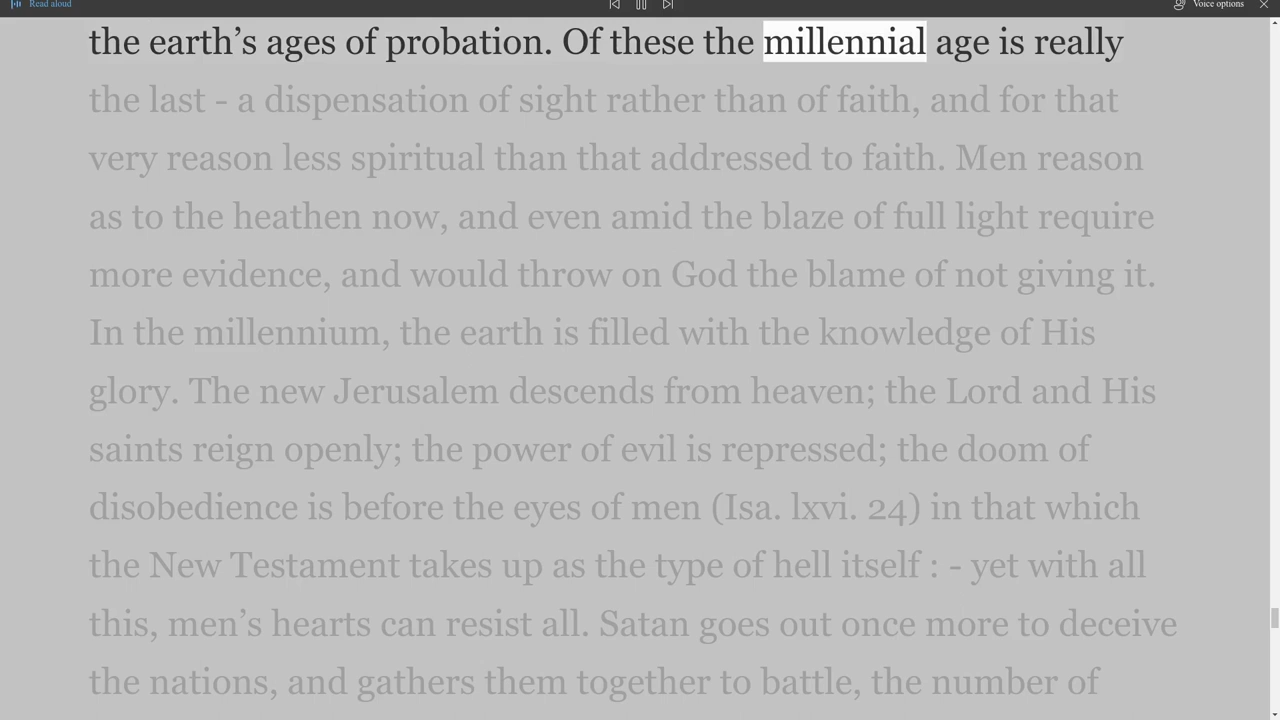 Read aloud
Voice options
the earth’s ages of probation. Of these the millennial age is really
the last - a dispensation of sight rather than of faith, and for that
very reason less spiritual than that addressed to faith. Men reason
as to the heathen now, and even amid the blaze of full light require
more evidence, and would throw on God the blame of not giving it.
In the millennium, the earth is filled with the knowledge of His
glory. The new Jerusalem descends from heaven; the Lord and His
saints reign openly; the power of evil is repressed; the doom of
disobedience is before the eyes of men (Isa. lxvi. 24) in that which
the New Testament takes up as the type of hell itself : - yet with all
this, men’s hearts can resist all. Satan goes out once more to deceive
the nations, and gathers them together to battle, the number of